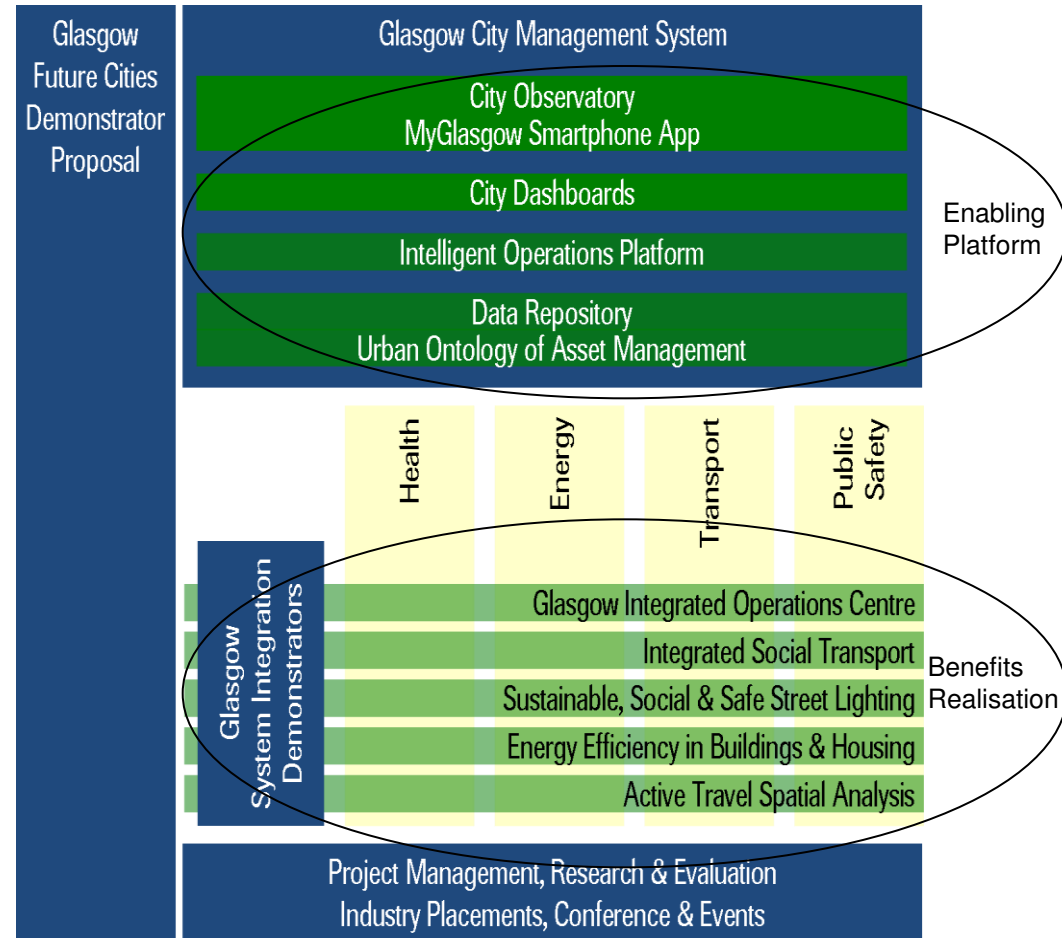 Glasgow
Future Cities
Demonstrator
Proposal
Glasgow City Management System
City Observatory
MyGlasgow Smartphone App
City Dashboards
Intelligent Operations Platform
Data Repository
Urban Ontology of Asset Management
Enabling
Platform
Health
Energy
Transport
Public
Safety
Glasgow
System Integration
Demonstrators
Glasgow Integrated Operations Centre
Integrated Social Transport
Sustainable, Social & Safe Street Lighting
Energy Efficiency in Buildings & Housing
Active Travel Spatial Analysis
Benefits
Realisation
Project Management, Research & Evaluation
Industry Placements, Conference & Events